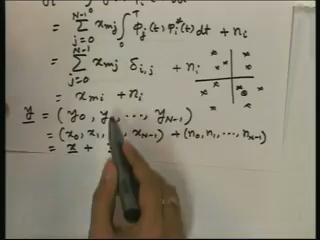 = Σ_{j=0}^{N-1} x_{mj} ∫_0^T φ_j(t) φ_i^*(t) dt + n_i
= Σ_{j=0}^{N-1} x_{mj} δ_{i,j} + n_i
= x_{mi} + n_i
y = (y_0, y_, ..., y_{N-1})
= (x_0, x_1, x_{N-1}) + (n_0, n_1, ..., n_{N-1})
= x +